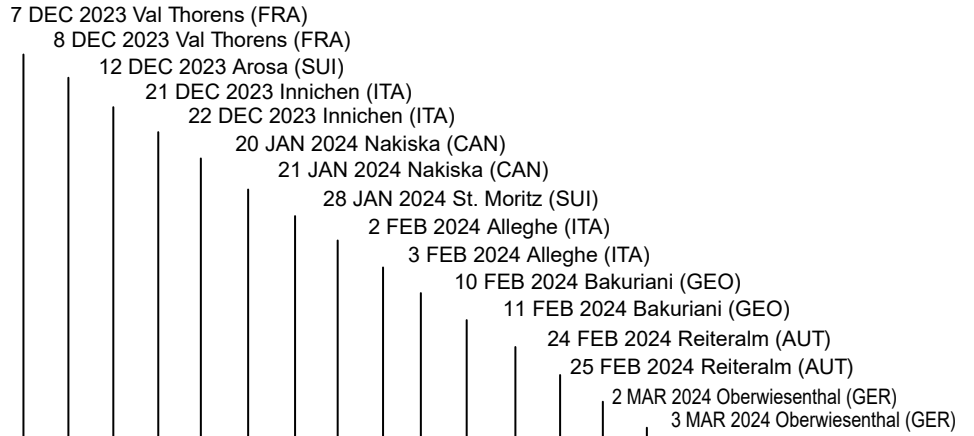 7 DEC 2023 Val Thorens (FRA)
8 DEC 2023 Val Thorens (FRA)
12 DEC 2023 Arosa (SUI)
21 DEC 2023 Innichen (ITA)
22 DEC 2023 Innichen (ITA)
20 JAN 2024 Nakiska (CAN)
21 JAN 2024 Nakiska (CAN)
28 JAN 2024 St. Moritz (SUI)
2 FEB 2024 Alleghe (ITA)
3 FEB 2024 Alleghe (ITA)
10 FEB 2024 Bakuriani (GEO)
11 FEB 2024 Bakuriani (GEO)
24 FEB 2024 Reiteralm (AUT)
25 FEB 2024 Reiteralm (AUT)
2 MAR 2024 Oberwiesenthal (GER)
3 MAR 2024 Oberwiesenthal (GER)